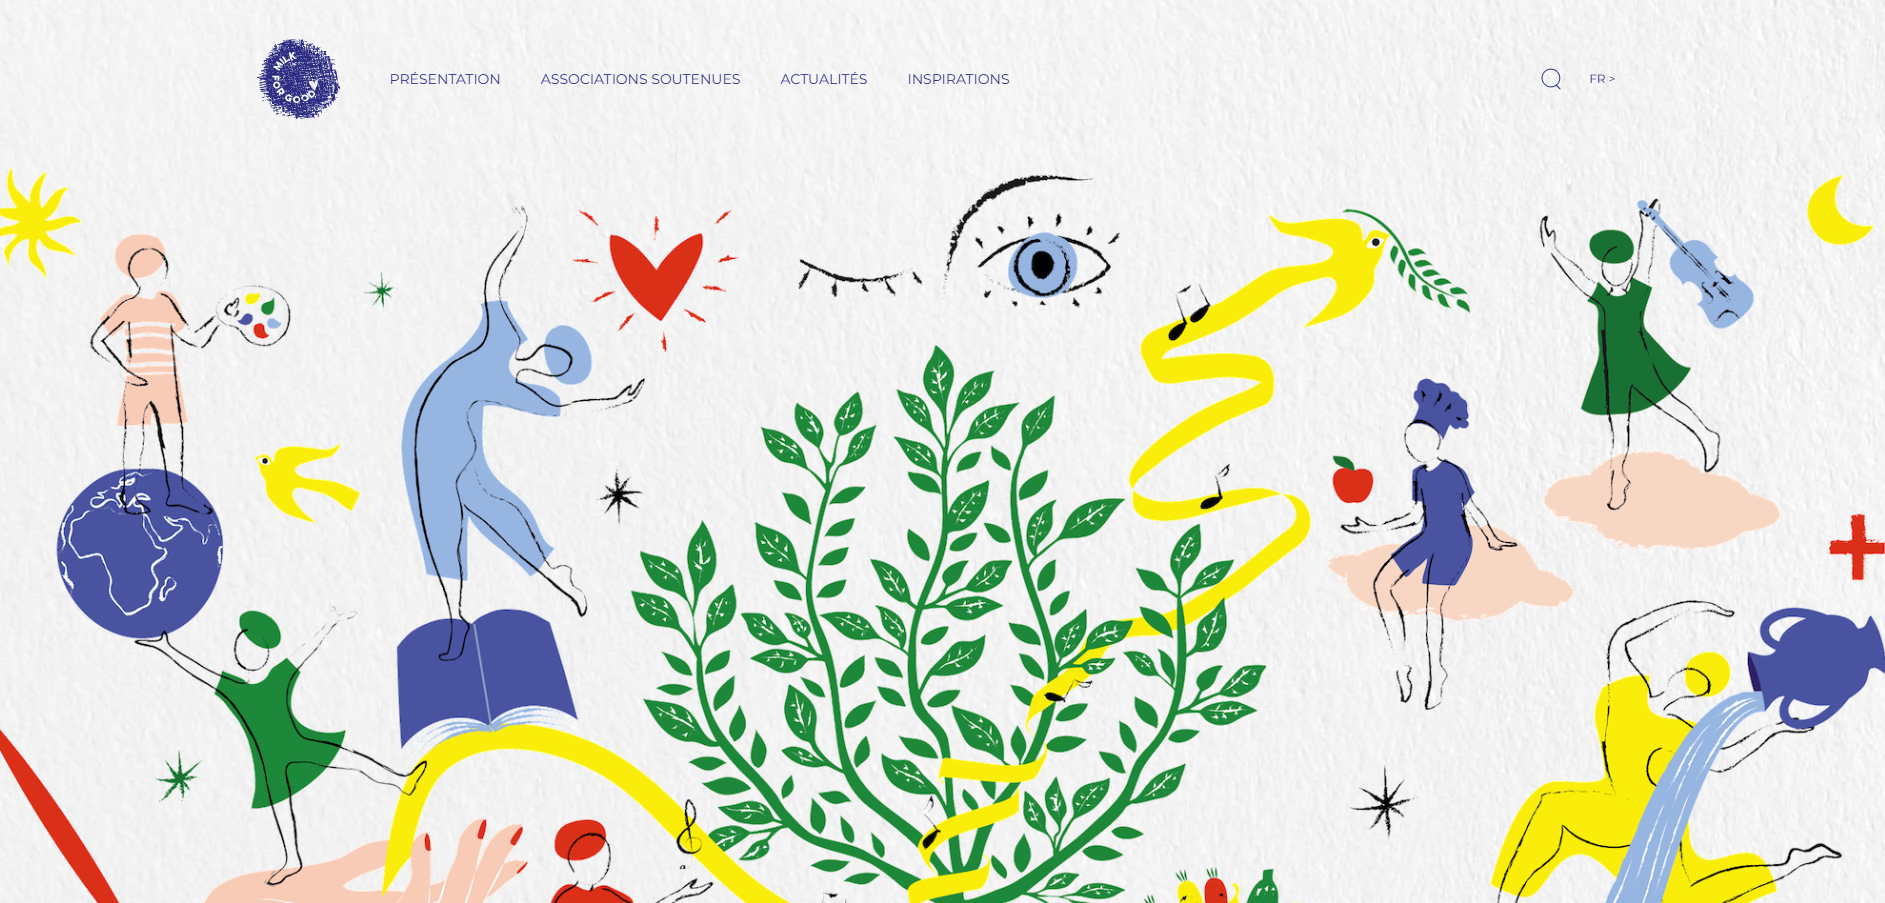 MILK
FOR GOOD
PRÉSENTATION
ASSOCIATIONS SOUTENUES
ACTUALITÉS
INSPIRATIONS
FR >